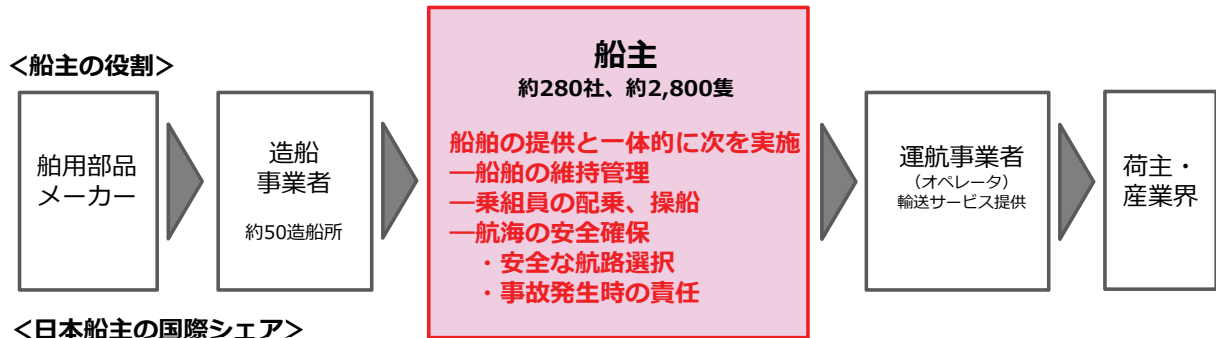 ＜船主の役割＞
舶用部品
メーカー
造船
事業者
約50造船所
船主
約280社、約2,800隻
船舶の提供と一体的に次を実施
―船舶の維持管理
―乗組員の配乗、操船
―航海の安全確保
・安全な航路選択
・事故発生時の責任
運航事業者
（オペレータ）
輸送サービス提供
荷主・
産業界
＜日本船主の国際シェア＞